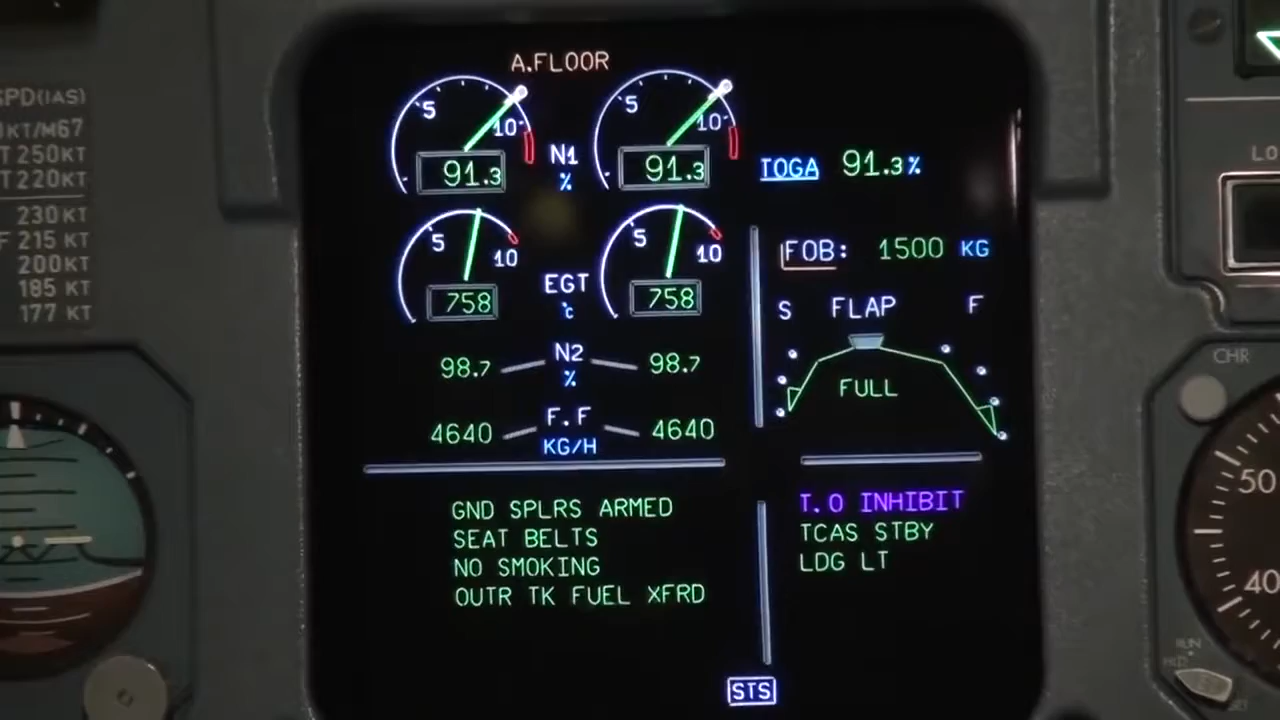 A.FLOOR
5
10
91.3
N1
%
5
10
91.3
TOGA 91.3%
5
10
758
EGT
°C
5
10
758
FOB: 1500 KG
S FLAP F
FULL
98.7 N2 98.7
%
4640 F.F 4640
KG/H
GND SPLRS ARMED
SEAT BELTS
NO SMOKING
OUTR TK FUEL XFRD
T.O INHIBIT
TCAS STBY
LDG LT
STS
SPD(IAS)
KT/M67
250KT
220KT
230 KT
F 215 KT
200KT
185 KT
177 KT
CHR
50
40
RUN